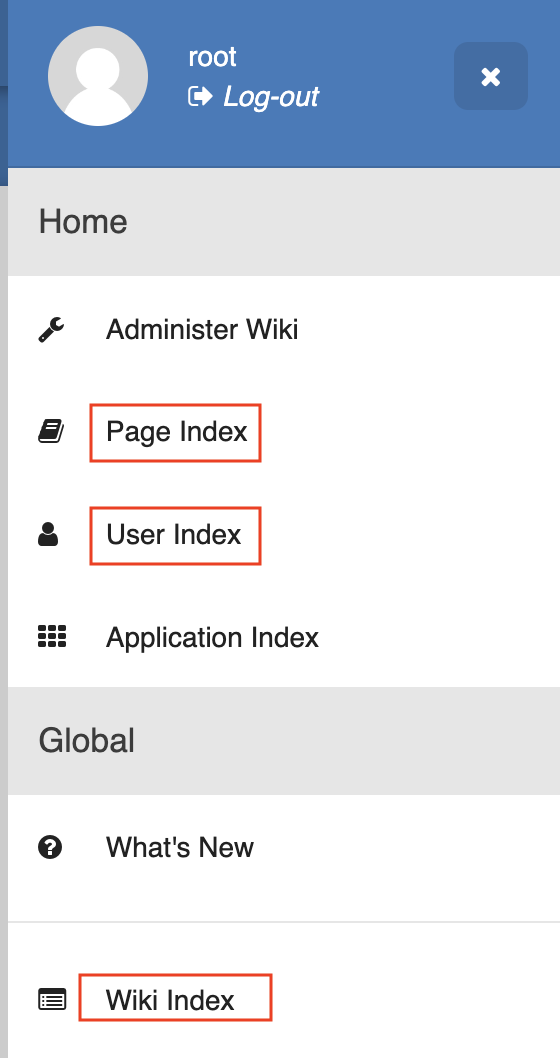 root
Log-out
Home
Administer Wiki
Page Index
User Index
Application Index
Global
What's New
Wiki Index